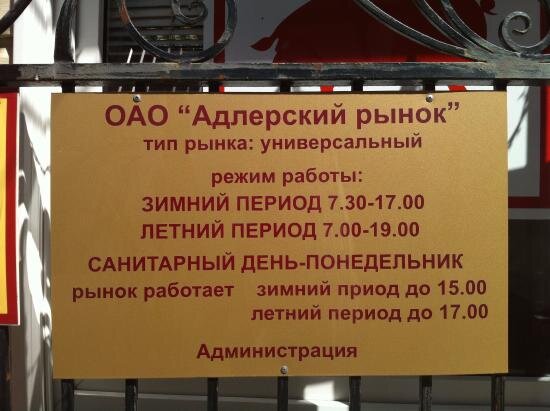 ОАО “Адлерский рынок”
тип рынка: универсальный
режим работы:
ЗИМНИЙ ПЕРИОД 7.30-17.00
ЛЕТНИЙ ПЕРИОД 7.00-19.00
САНИТАРНЫЙ ДЕНЬ-ПОНЕДЕЛЬНИК
рынок работает зимний приод до 15.00
летний период до 17.00
Администрация